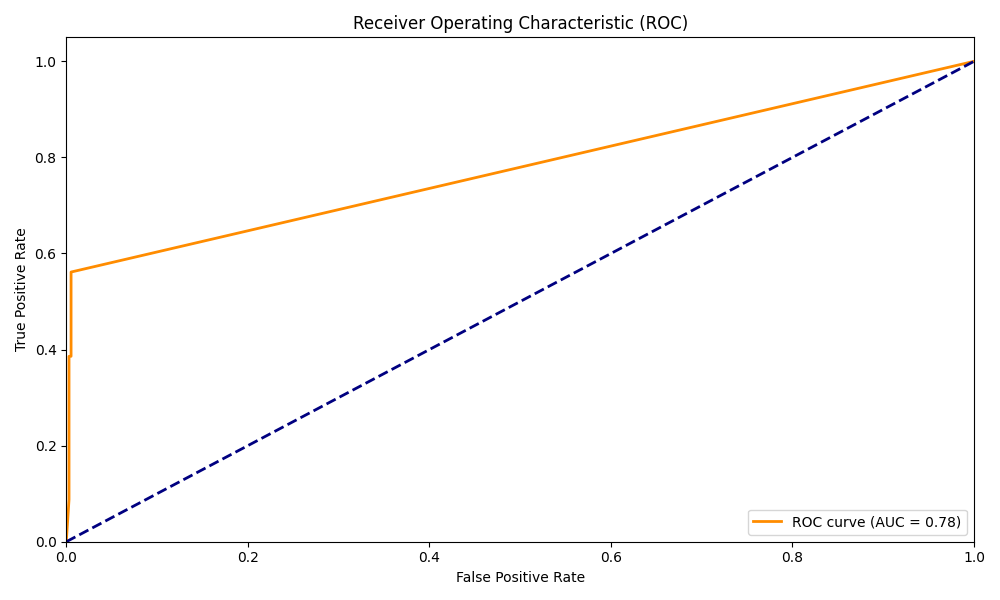 Receiver Operating Characteristic (ROC)
True Positive Rate
1.0
0.8
0.6
0.4
0.2
0.0
ROC curve (AUC = 0.78)
0.0 0.2 0.4 0.6 0.8 1.0
False Positive Rate